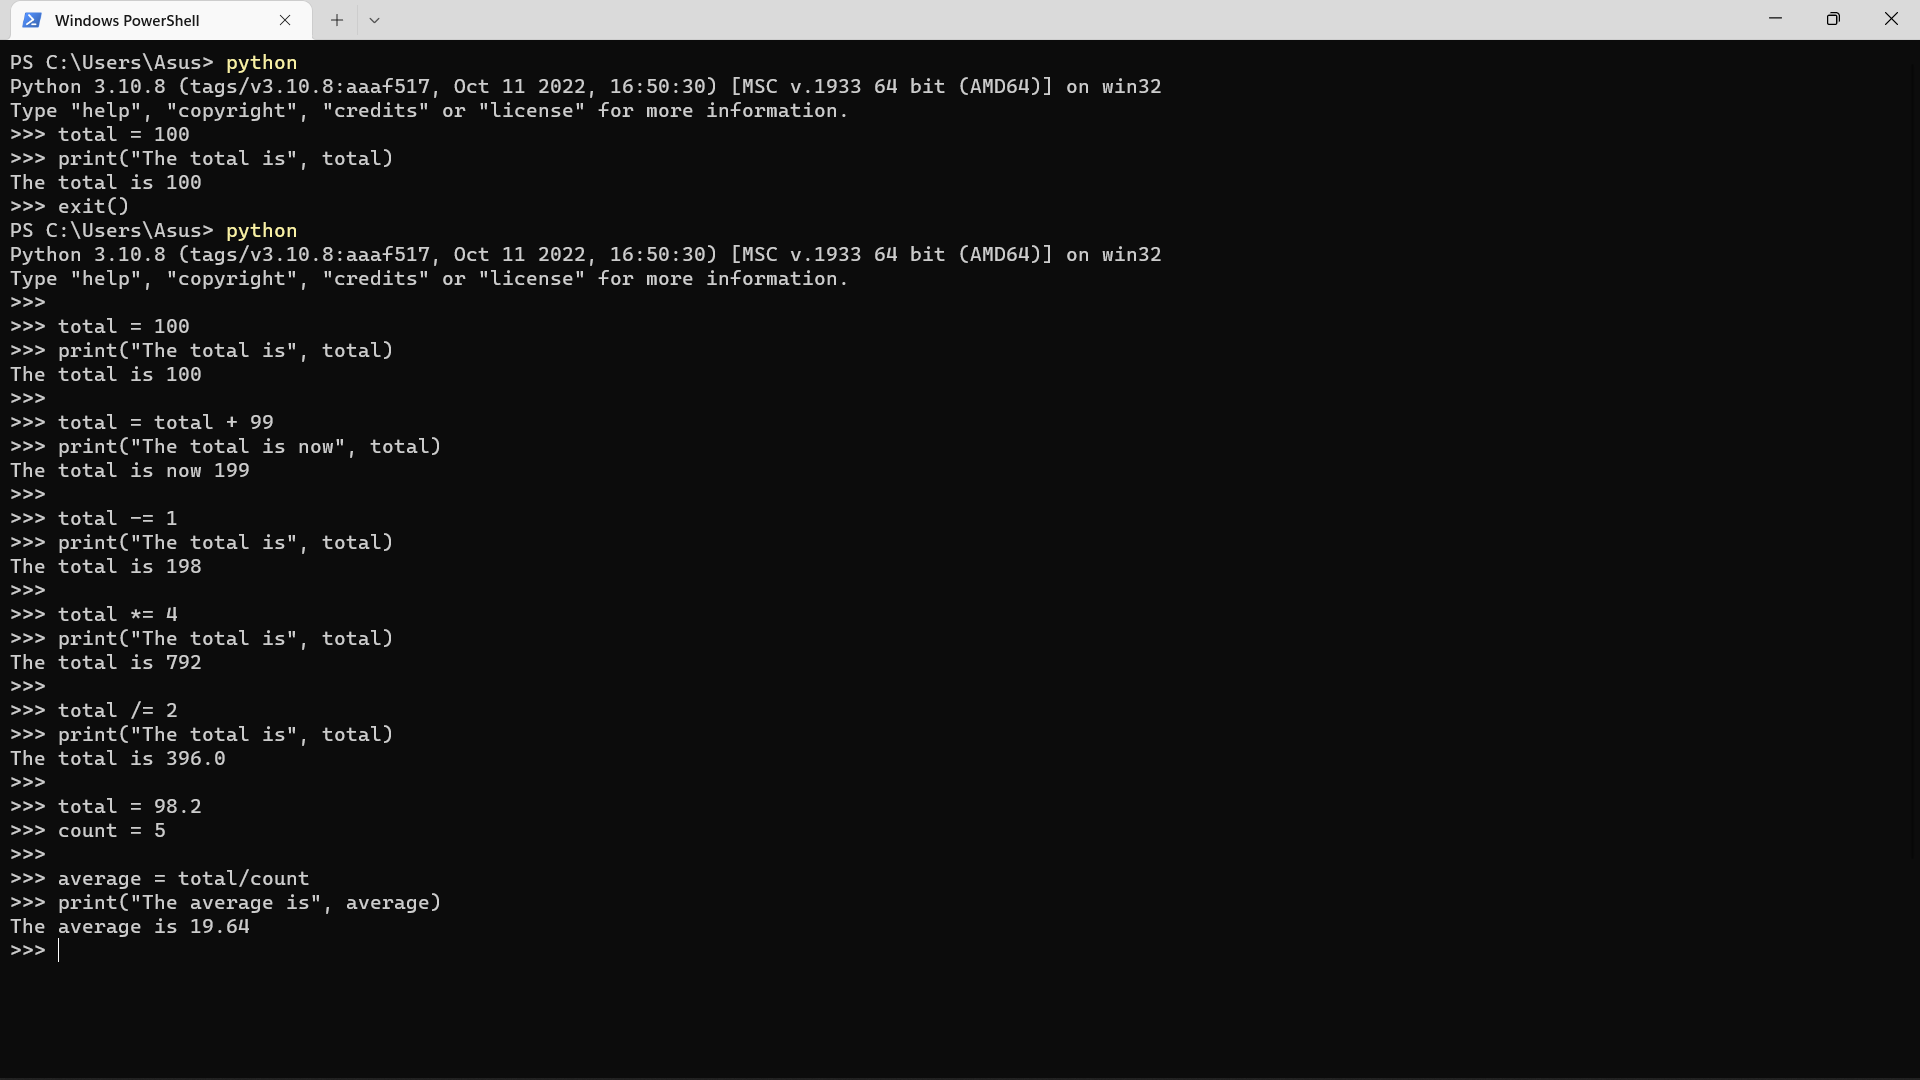 Windows PowerShell
PS C:\Users\Asus> python
Python 3.10.8 (tags/v3.10.8:aaaf517, Oct 11 2022, 16:50:30) [MSC v.1933 64 bit (AMD64)] on win32
Type "help", "copyright", "credits" or "license" for more information.
>>> total = 100
>>> print("The total is", total)
The total is 100
>>> exit()
PS C:\Users\Asus> python
Python 3.10.8 (tags/v3.10.8:aaaf517, Oct 11 2022, 16:50:30) [MSC v.1933 64 bit (AMD64)] on win32
Type "help", "copyright", "credits" or "license" for more information.
>>>
>>> total = 100
>>> print("The total is", total)
The total is 100
>>>
>>> total = total + 99
>>> print("The total is now", total)
The total is now 199
>>>
>>> total -= 1
>>> print("The total is", total)
The total is 198
>>>
>>> total *= 4
>>> print("The total is", total)
The total is 792
>>>
>>> total /= 2
>>> print("The total is", total)
The total is 396.0
>>>
>>> total = 98.2
>>> count = 5
>>>
>>> average = total/count
>>> print("The average is", average)
The average is 19.64
>>>